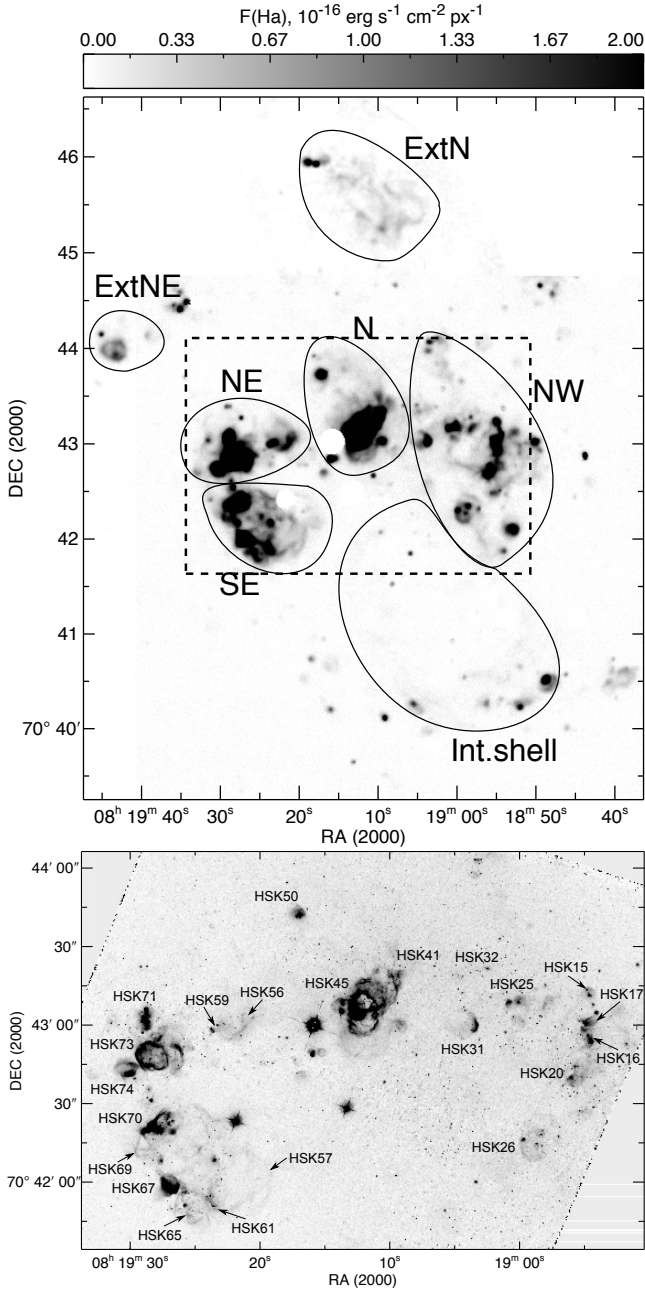 F(Ha), 10⁻¹⁶ erg s⁻¹ cm⁻² px⁻¹
0.00 0.33 0.67 1.00 1.33 1.67 2.00
ExtN
46
45
ExtNE
N
44
NE
NW
43
DEC (2000)
42
SE
41
70° 40′
Int.shell
08ʰ 19ᵐ 40ˢ 30ˢ 20ˢ 10ˢ 19ᵐ 00ˢ 18ᵐ 50ˢ 40ˢ
RA (2000)
44′ 00″
HSK50
30″
HSK41
HSK32
HSK45
HSK25
HSK15
HSK56
HSK59
HSK71
HSK17
43′ 00″
DEC (2000)
HSK73
HSK31
HSK16
HSK74
HSK20
30″
HSK70
HSK26
HSK69
HSK57
70° 42′ 00″
HSK67
HSK65
HSK61
08ʰ 19ᵐ 30ˢ 20ˢ 10ˢ 19ᵐ 00ˢ
RA (2000)